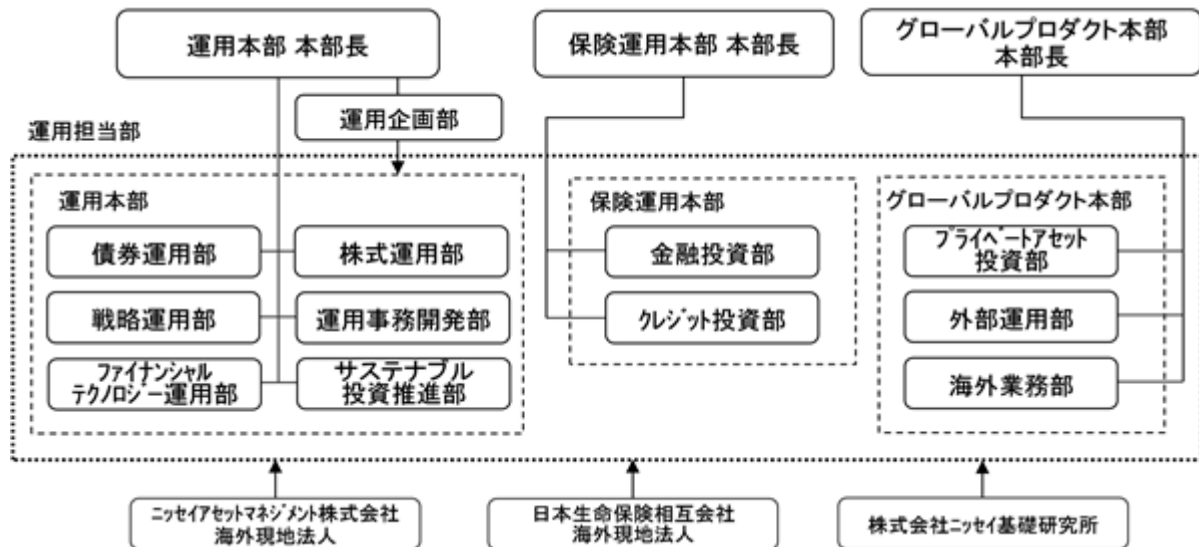 運用本部 本部長
保険運用本部 本部長
グローバルプロダクト本部
本部長
運用企画部
運用担当部
運用本部
債券運用部
株式運用部
戦略運用部
運用事務開発部
ファイナンシャル
テクノロジー運用部
サステナブル
投資推進部
保険運用本部
金融投資部
クレジット投資部
グローバルプロダクト本部
プライベートアセット
投資部
外部運用部
海外業務部
ニッセイアセットマネジメント株式会社
海外現地法人
日本生命保険相互会社
海外現地法人
株式会社ニッセイ基礎研究所